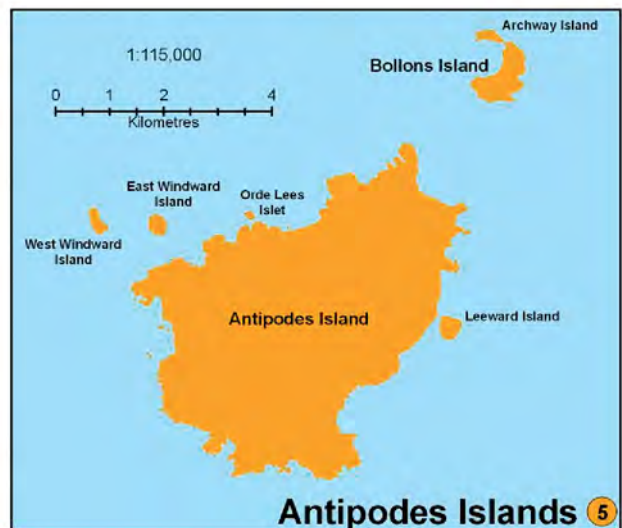 Archway Island
1:115,000
Bollons Island
0 1 2 4
Kilometres
East Windward
Island
Orde Lees
Islet
West Windward
Island
Antipodes Island
Leeward Island
Antipodes Islands 5